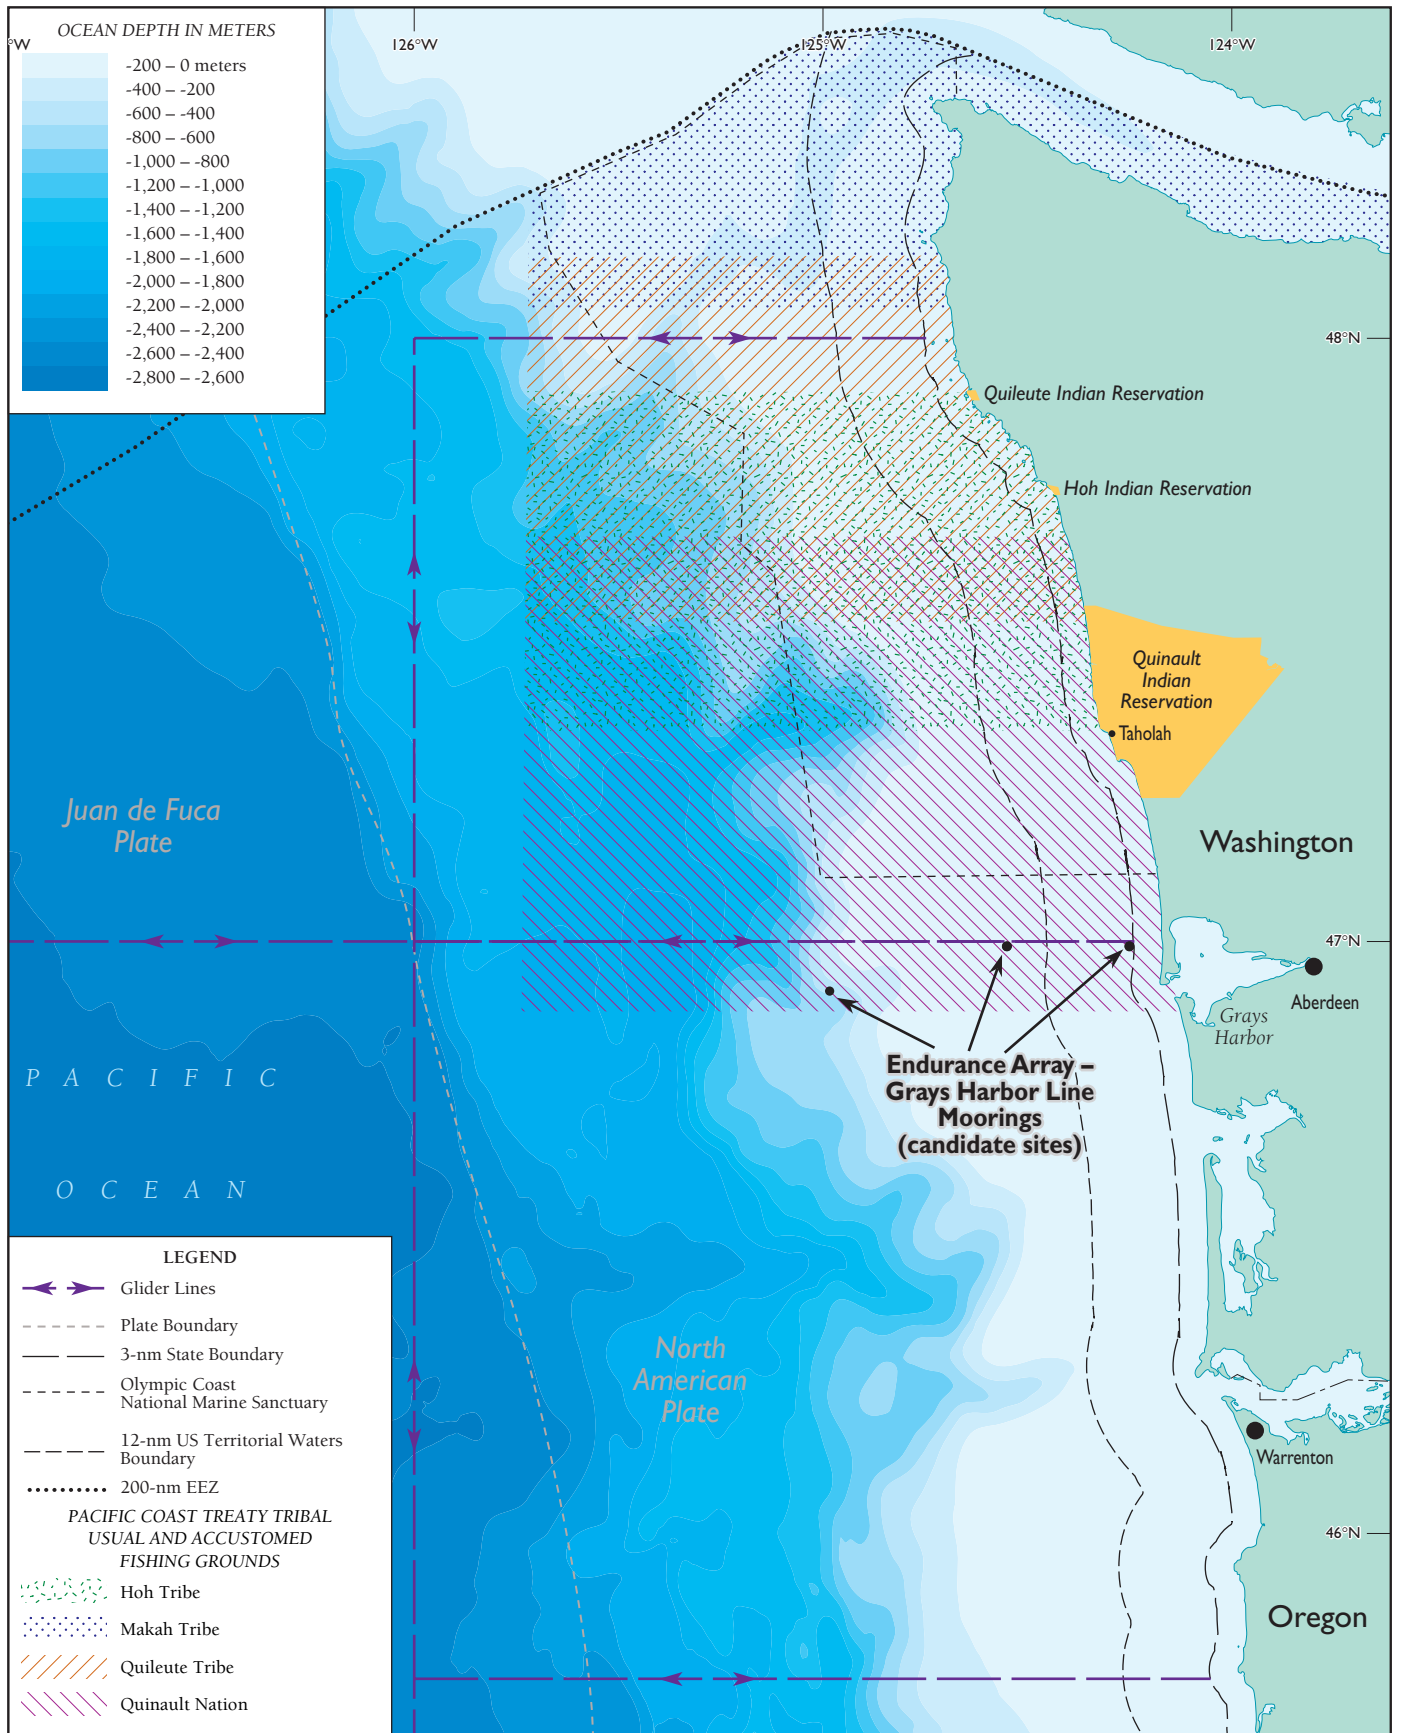 OCEAN DEPTH IN METERS
-200 – 0 meters
-400 – -200
-600 – -400
-800 – -600
-1,000 – -800
-1,200 – -1,000
-1,400 – -1,200
-1,600 – -1,400
-1,800 – -1,600
-2,000 – -1,800
-2,200 – -2,000
-2,400 – -2,200
-2,600 – -2,400
-2,800 – -2,600
°W
126°W
125°W
124°W
48°N
Quileute Indian Reservation
Hoh Indian Reservation
Quinault
Indian
Reservation
Taholah
Juan de Fuca
Plate
Washington
47°N
Aberdeen
Grays
Harbor
Endurance Array –
Grays Harbor Line
Moorings
(candidate sites)
PACIFIC
OCEAN
North
American
Plate
Warrenton
46°N
Oregon
LEGEND
Glider Lines
Plate Boundary
3-nm State Boundary
Olympic Coast
National Marine Sanctuary
12-nm US Territorial Waters
Boundary
200-nm EEZ
PACIFIC COAST TREATY TRIBAL
USUAL AND ACCUSTOMED
FISHING GROUNDS
Hoh Tribe
Makah Tribe
Quileute Tribe
Quinault Nation